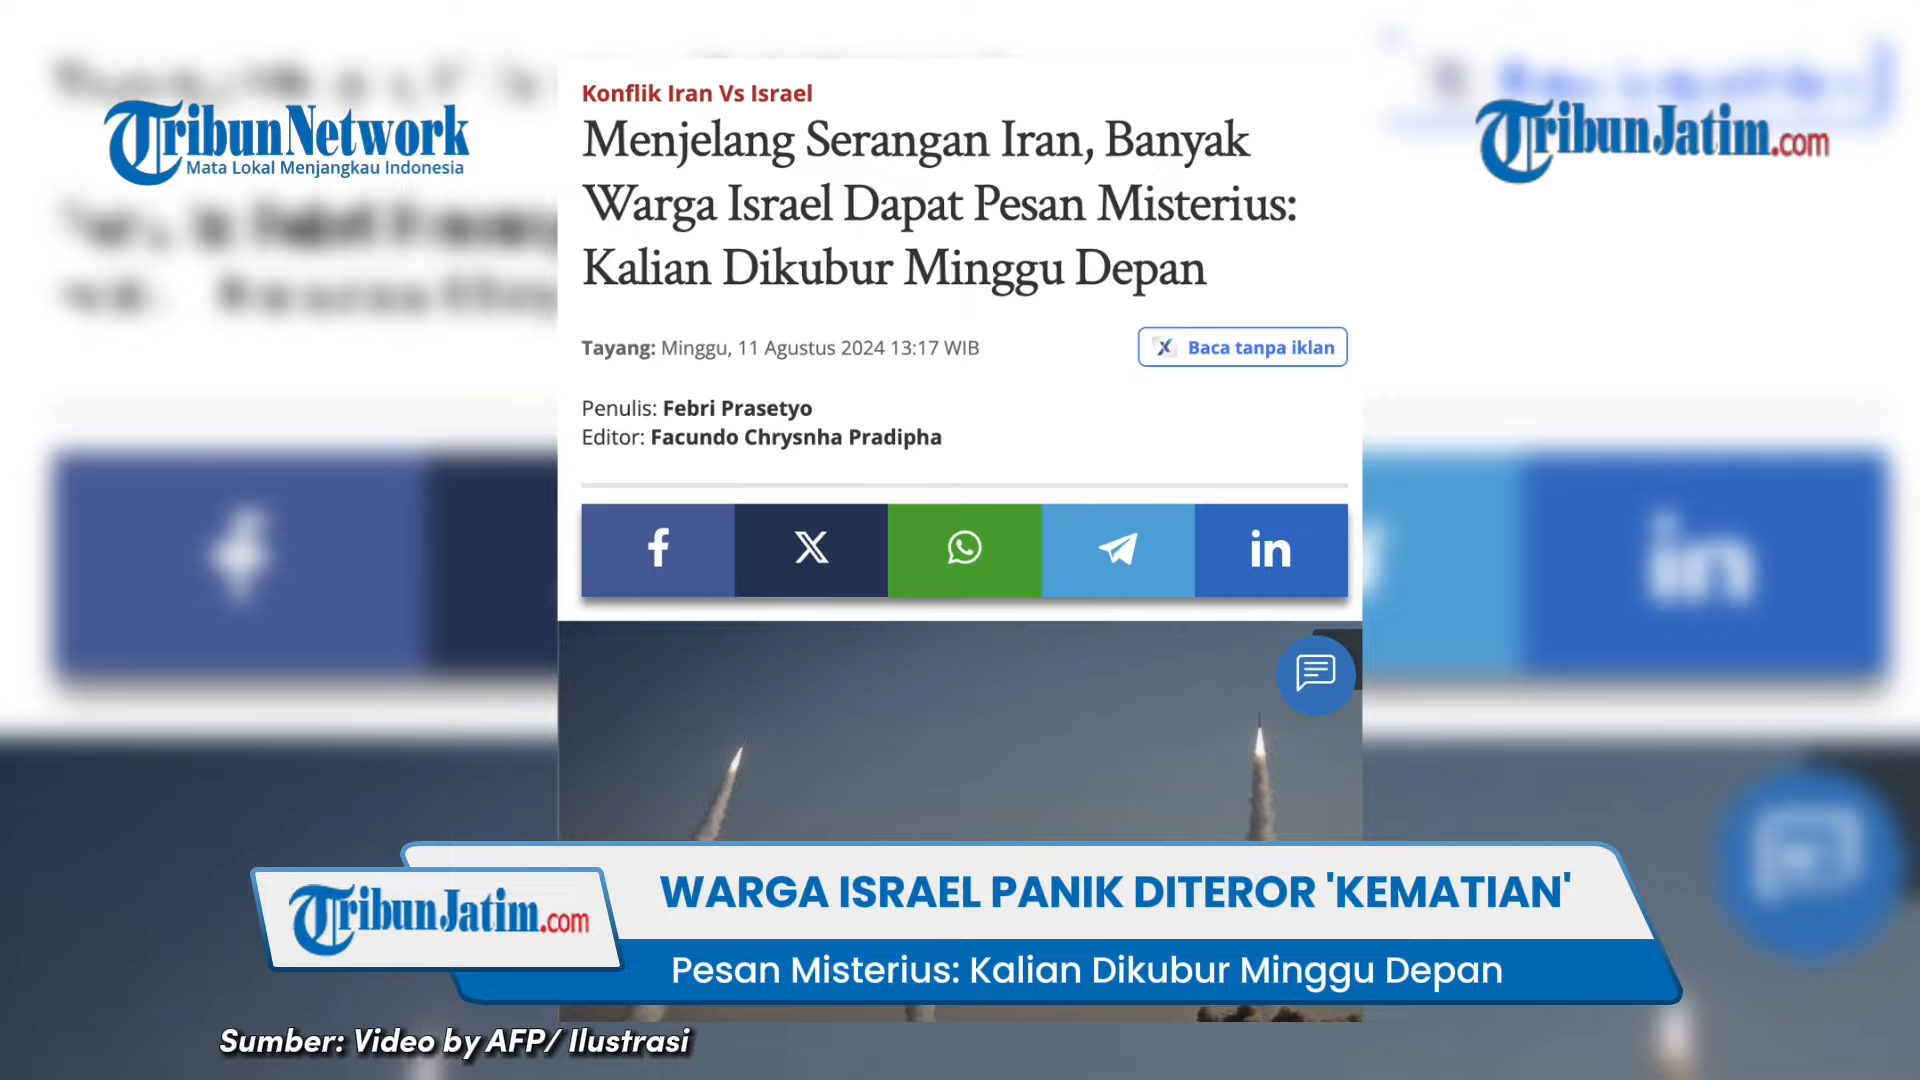 Konflik Iran Vs Israel
Menjelang Serangan Iran, Banyak
Warga Israel Dapat Pesan Misterius:
Kalian Dikubur Minggu Depan
TribunNetwork
Mata Lokal Menjangkau Indonesia
TribunJatim.com
Tayang: Minggu, 11 Agustus 2024 13:17 WIB
Baca tanpa iklan
Penulis: Febri Prasetyo
Editor: Facundo Chrysnha Pradipha
f
X
in
in
TribunJatim.com
WARGA ISRAEL PANIK DITEROR 'KEMATIAN'
Pesan Misterius: Kalian Dikubur Minggu Depan
Sumber: Video by AFP/ Ilustrasi